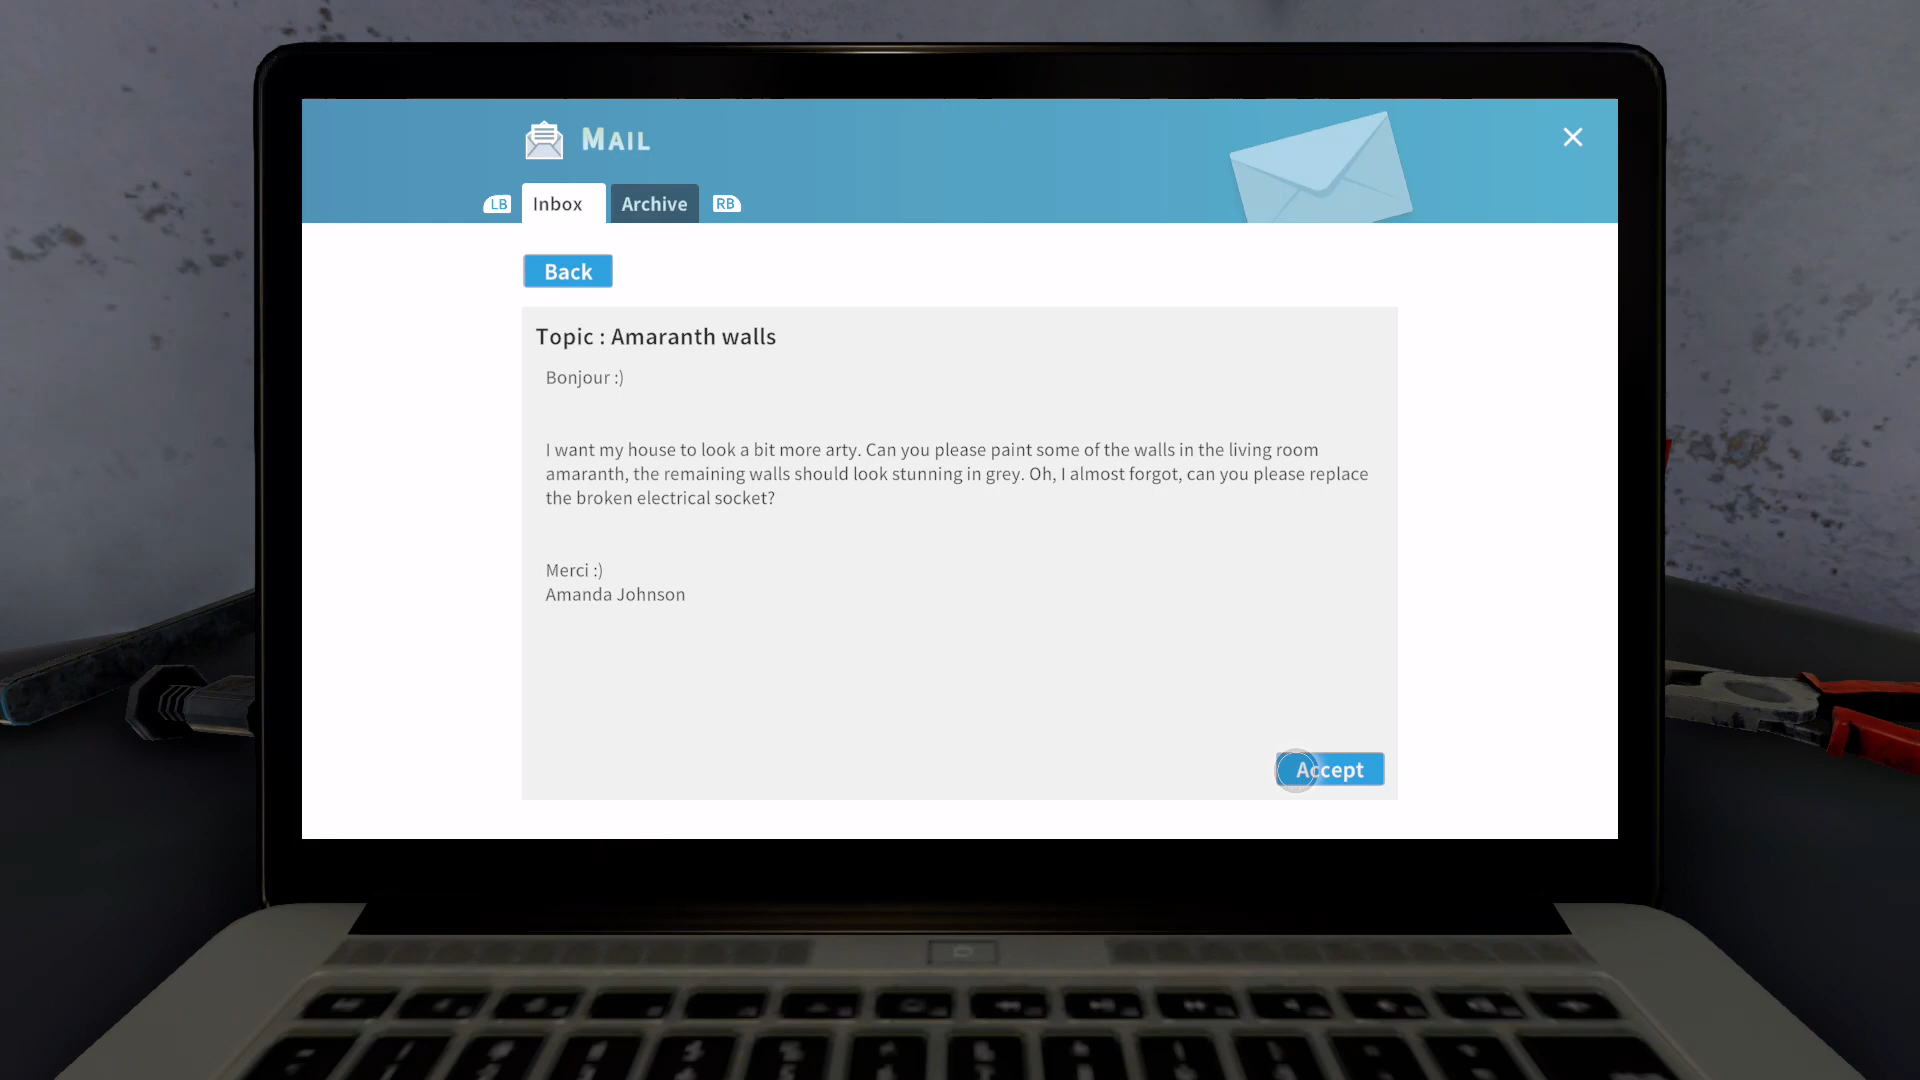 MAIL
LB Inbox Archive RB
Back
Topic : Amaranth walls
Bonjour :)
I want my house to look a bit more arty. Can you please paint some of the walls in the living room
amaranth, the remaining walls should look stunning in grey. Oh, I almost forgot, can you please replace
the broken electrical socket?
Merci :)
Amanda Johnson
Accept